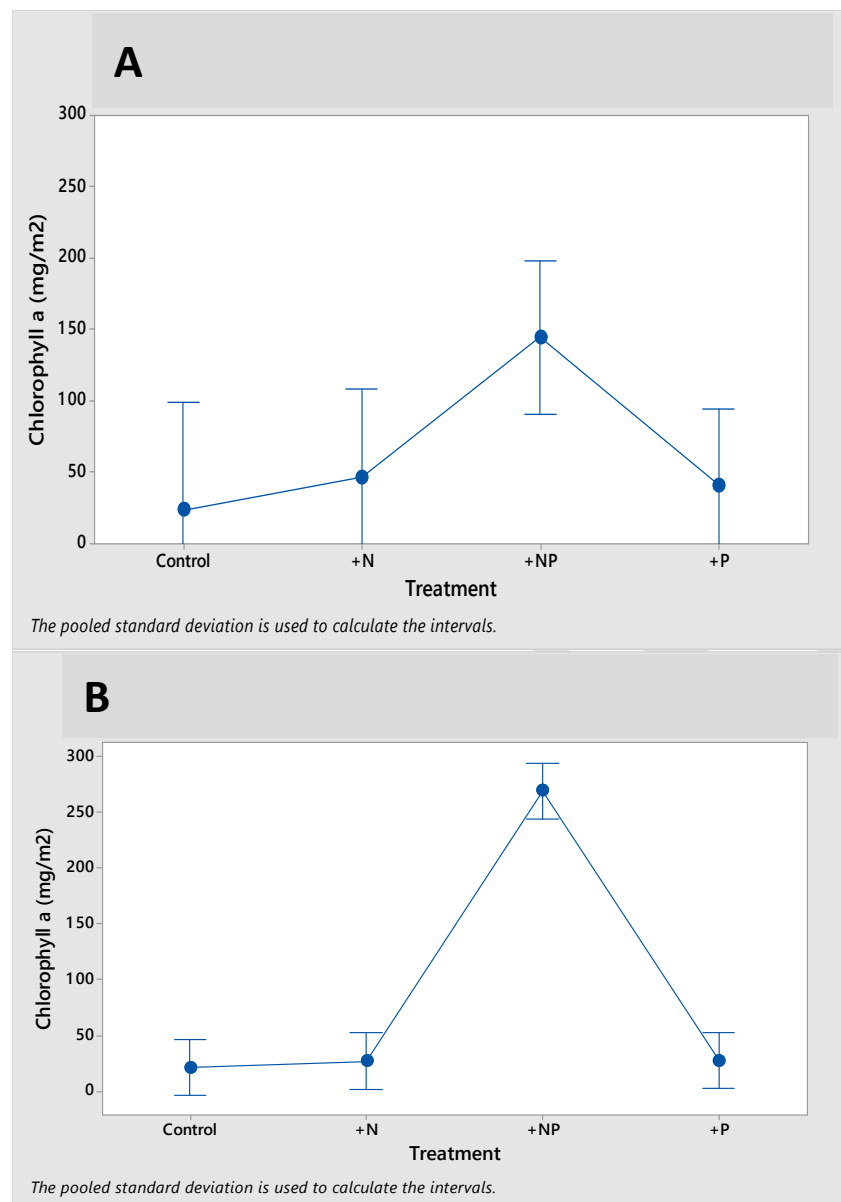 A
300
250
200
150
100
50
0
Chlorophyll a (mg/m2)
Control +N +NP +P
Treatment
The pooled standard deviation is used to calculate the intervals.
B
300
250
200
150
100
50
0
Chlorophyll a (mg/m2)
Control +N +NP +P
Treatment
The pooled standard deviation is used to calculate the intervals.